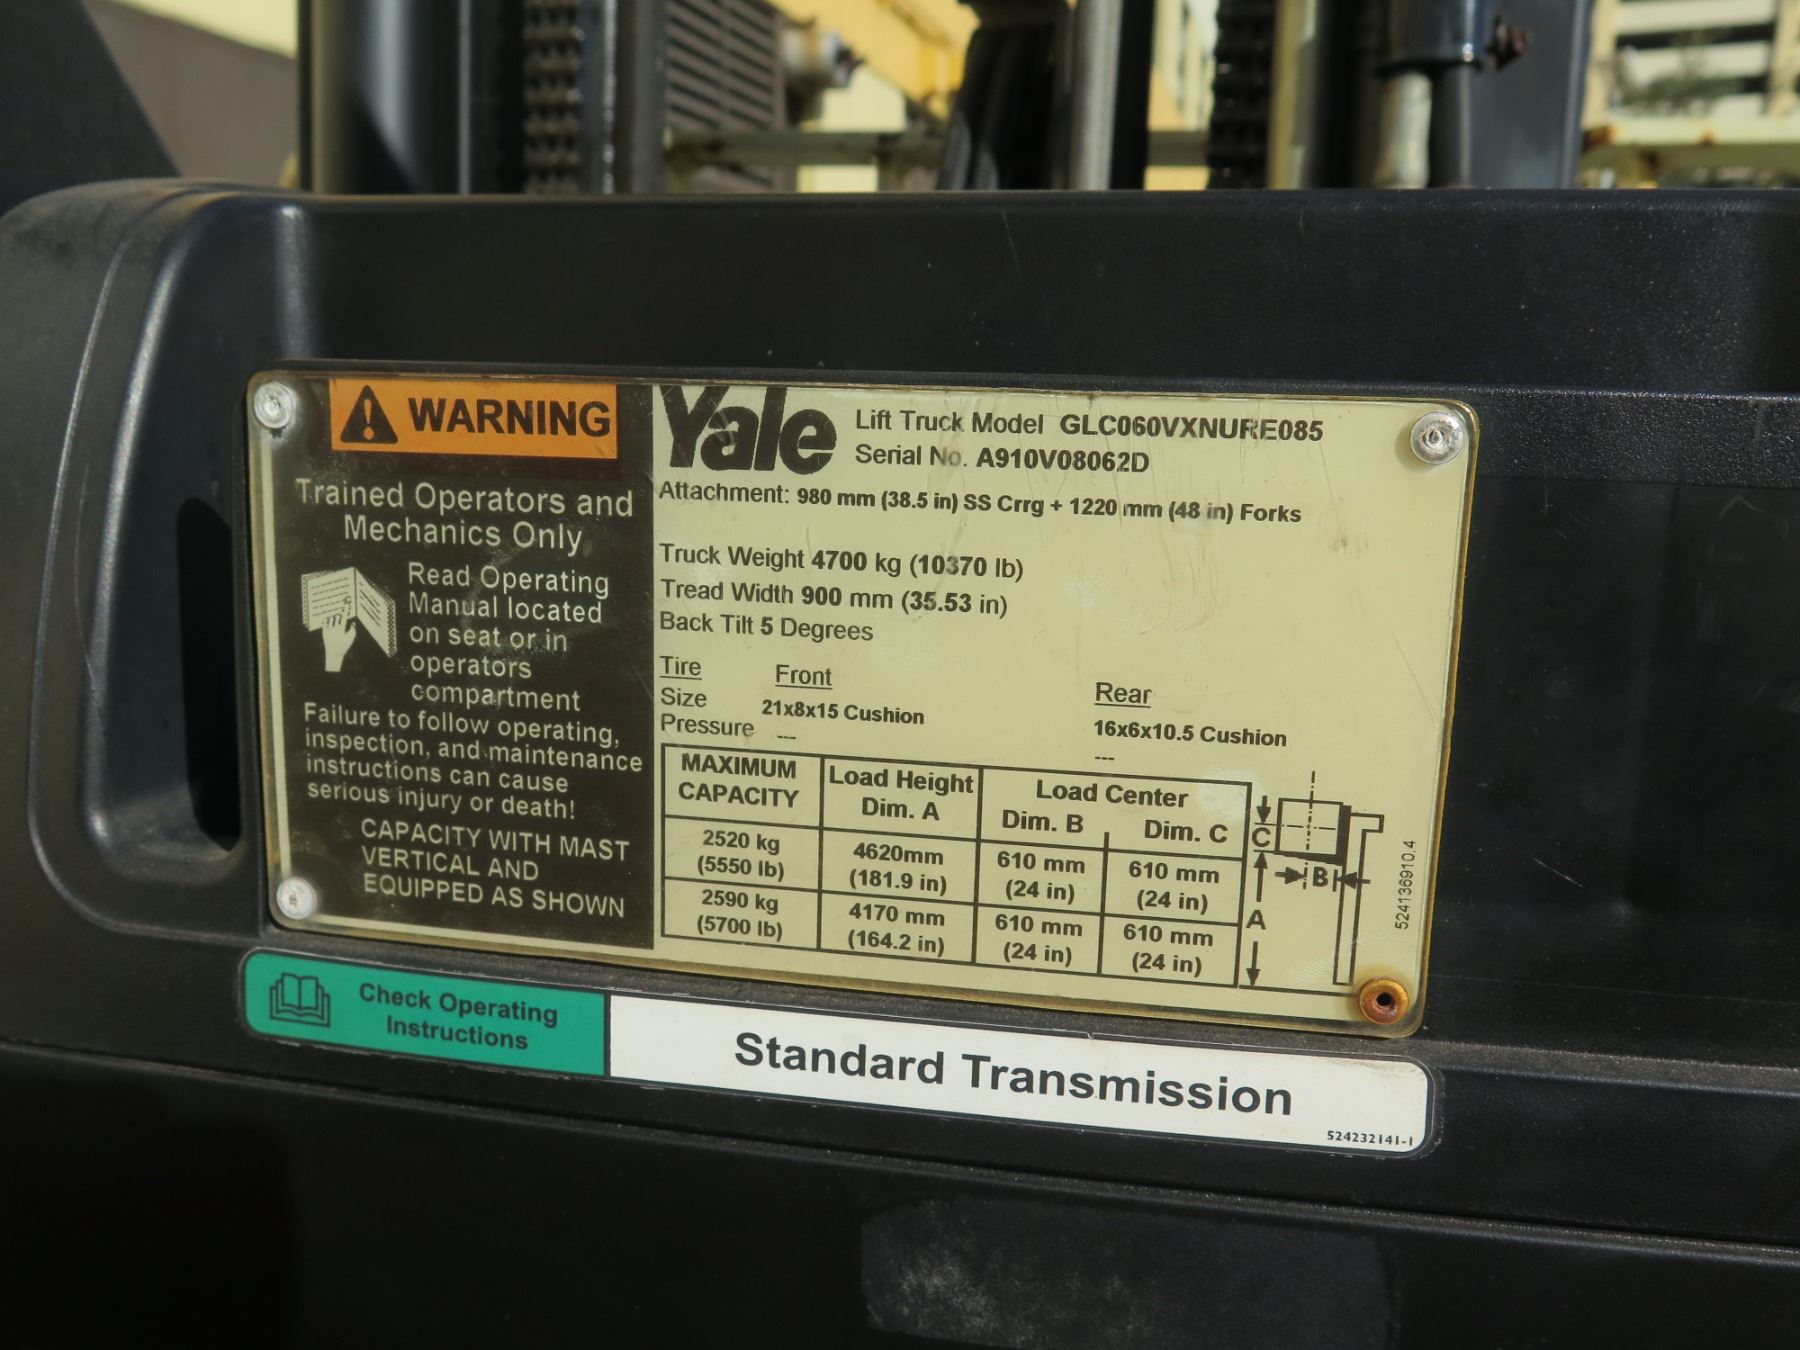 WARNING
Trained Operators and
Mechanics Only
Read Operating
Manual located
on seat or in
operators
compartment
Failure to follow operating,
inspection, and maintenance
instructions can cause
serious injury or death!
CAPACITY WITH MAST
VERTICAL AND
EQUIPPED AS SHOWN
Yale
Lift Truck Model GLC060VXNURE085
Serial No. A910V08062D
Attachment: 980 mm (38.5 in) SS Crrg + 1220 mm (48 in) Forks
Truck Weight 4700 kg (10370 lb)
Tread Width 900 mm (35.53 in)
Back Tilt 5 Degrees
Tire Front Rear
Size 21x8x15 Cushion 16x6x10.5 Cushion
Pressure --- ---
MAXIMUM CAPACITY Load Height Dim. A Load Center Dim. B Dim. C
2520 kg 4620mm 610 mm 610 mm
(5550 lb) (181.9 in) (24 in) (24 in)
2590 kg 4170 mm 610 mm 610 mm
(5700 lb) (164.2 in) (24 in) (24 in)
C
B
A
524136910.4
Check Operating
Instructions
Standard Transmission
524232141-1